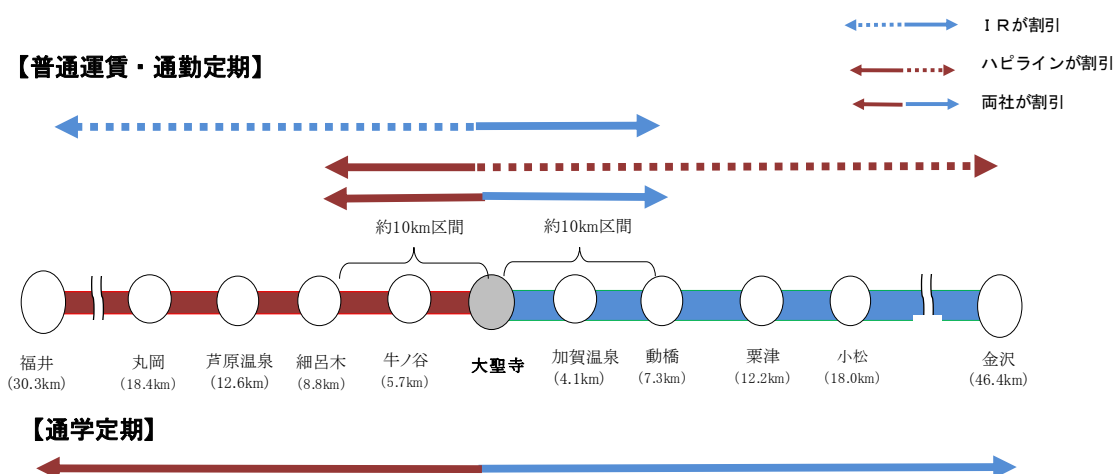 ＩＲが割引
【普通運賃・通勤定期】
ハピラインが割引
両社が割引
約10km区間
約10km区間
福井
(30.3km)
丸岡
(18.4km)
芦原温泉
(12.6km)
細呂木
(8.8km)
牛ノ谷
(5.7km)
大聖寺
加賀温泉
(4.1km)
動橋
(7.3km)
粟津
(12.2km)
小松
(18.0km)
金沢
(46.4km)
【通学定期】